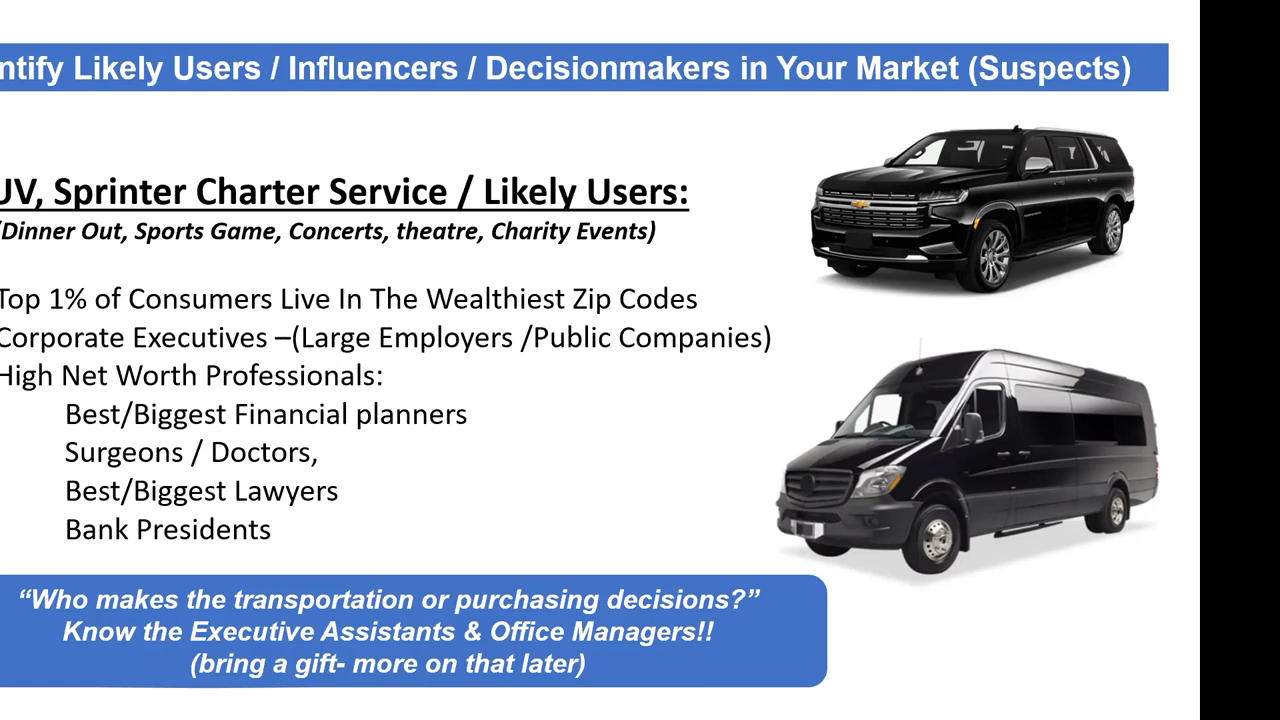 ntify Likely Users / Influencers / Decisionmakers in Your Market (Suspects)
UV, Sprinter Charter Service / Likely Users:
(Dinner Out, Sports Game, Concerts, theatre, Charity Events)
Top 1% of Consumers Live In The Wealthiest Zip Codes
Corporate Executives –(Large Employers /Public Companies)
High Net Worth Professionals:
Best/Biggest Financial planners
Surgeons / Doctors,
Best/Biggest Lawyers
Bank Presidents
“Who makes the transportation or purchasing decisions?”
Know the Executive Assistants & Office Managers!!
(bring a gift- more on that later)